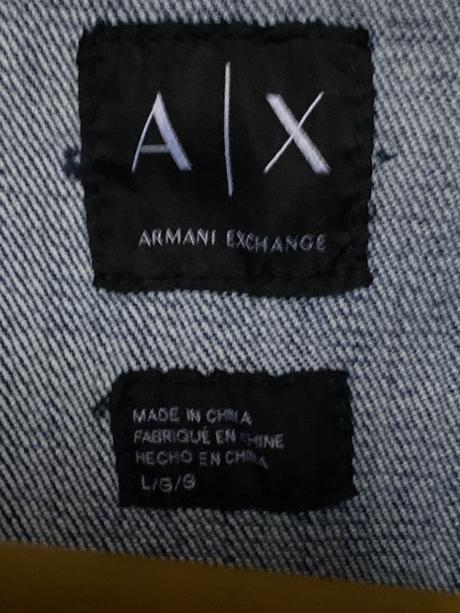 A|X
ARMANI EXCHANGE
MADE IN CHINA
FABRIQUÉ EN CHINE
HECHO EN CHINA
L/G/G